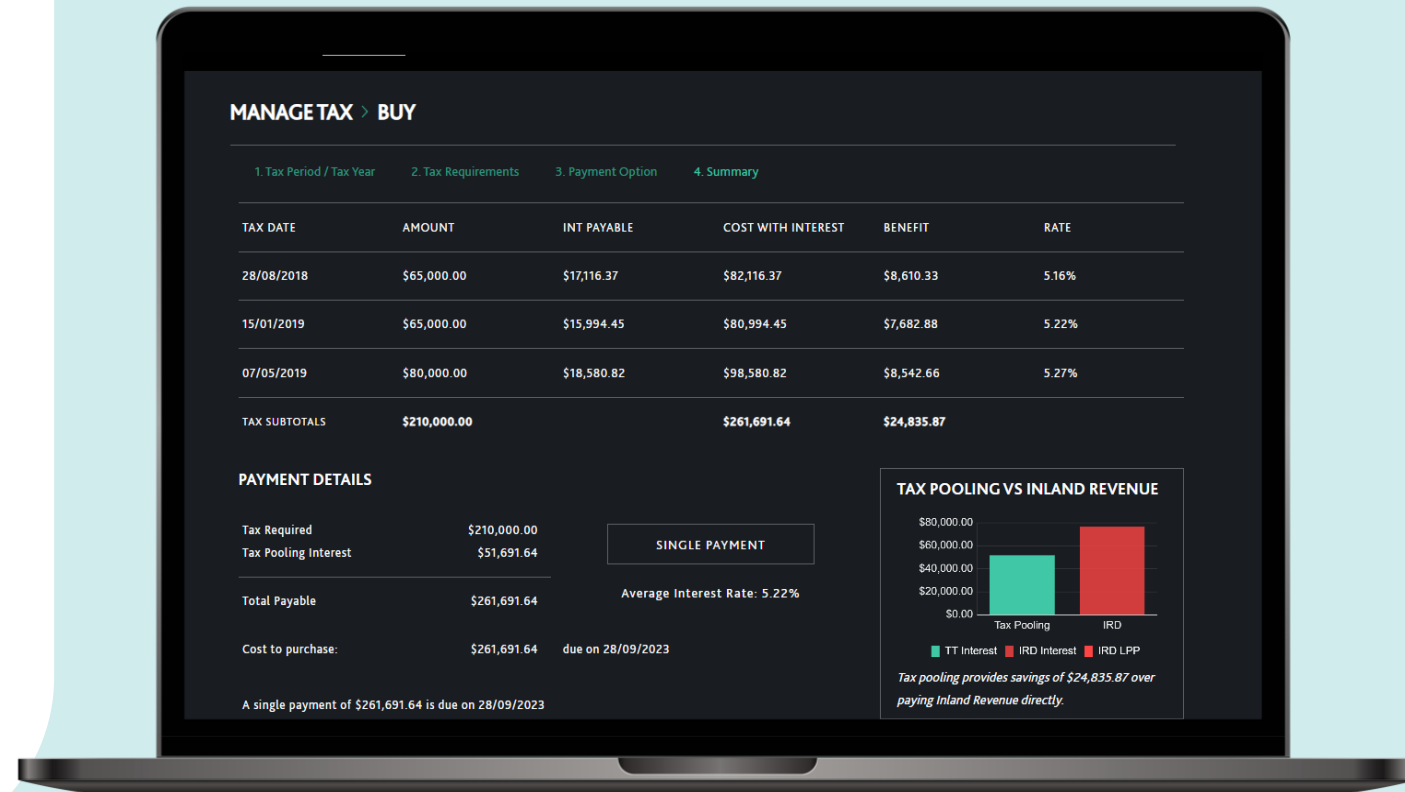 MANAGE TAX > BUY
1. Tax Period / Tax Year 2. Tax Requirements 3. Payment Option 4. Summary
TAX DATE AMOUNT INT PAYABLE COST WITH INTEREST BENEFIT RATE
28/08/2018 $65,000.00 $17,116.37 $82,116.37 $8,610.33 5.16%
15/01/2019 $65,000.00 $15,994.45 $80,994.45 $7,682.88 5.22%
07/05/2019 $80,000.00 $18,580.82 $98,580.82 $8,542.66 5.27%
TAX SUBTOTALS $210,000.00 $261,691.64 $24,835.87
PAYMENT DETAILS
Tax Required $210,000.00
Tax Pooling Interest $51,691.64
Total Payable $261,691.64
Cost to purchase: $261,691.64 due on 28/09/2023
A single payment of $261,691.64 is due on 28/09/2023
SINGLE PAYMENT
Average Interest Rate: 5.22%
TAX POOLING VS INLAND REVENUE
$80,000.00
$60,000.00
$40,000.00
$20,000.00
$0.00
Tax Pooling IRD
TT Interest IRD Interest IRD LPP
Tax pooling provides savings of $24,835.87 over
paying Inland Revenue directly.